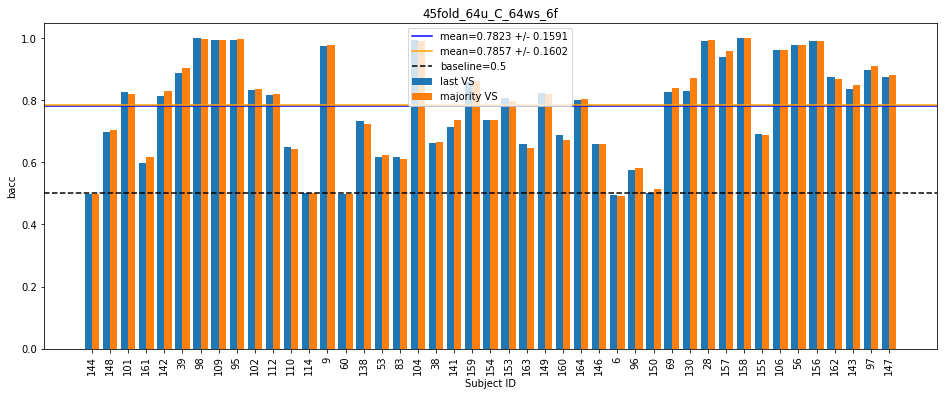 45fold_64u_C_64ws_6f
mean=0.7823 +/- 0.1591
mean=0.7857 +/- 0.1602
baseline=0.5
last VS
majority VS
bacc
1.0
0.8
0.6
0.4
0.2
0.0
144 148 101 161 142 39 98 109 95 102 112 110 114 9 60 138 53 83 104 38 141 159 154 153 163 149 160 164 146 6 96 150 69 130 28 157 158 155 106 56 156 162 143 97 147
Subject ID